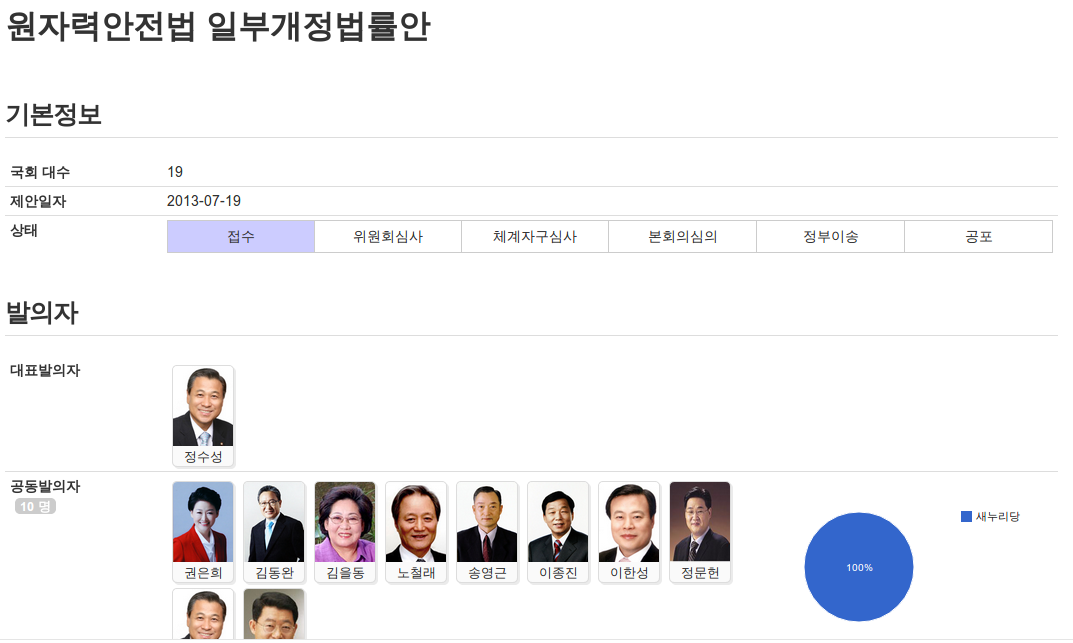 원자력안전법 일부개정법률안
기본정보
국회 대수 19
제안일자 2013-07-19
상태 접수 위원회심사 체계자구심사 본회의심의 정부이송 공포
발의자
대표발의자
정수성
공동발의자
10 명
권은희 김동완 김을동 노철래 송영근 이종진 이한성 정문헌
새누리당
100%